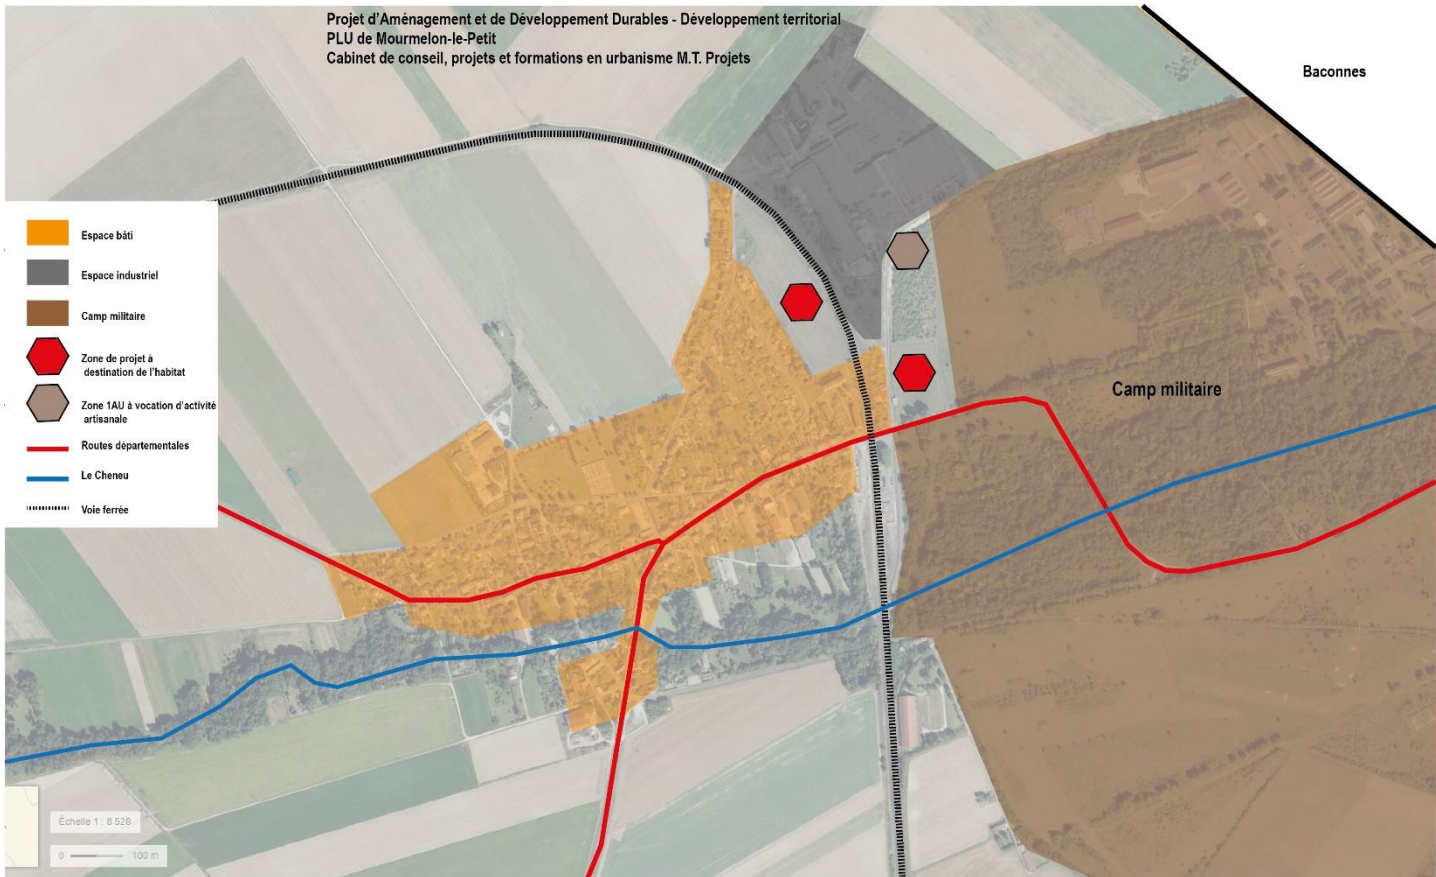 Projet d'Aménagement et de Développement Durables - Développement territorial
PLU de Mourmelon-le-Petit
Cabinet de conseil, projets et formations en urbanisme M.T. Projets
Baconnes
Espace bâti
Espace industriel
Camp militaire
Zone de projet à
destination de l'habitat
Zone 1AU à vocation d'activité
artisanale
Routes départementales
Le Cheneu
Voie ferrée
Camp militaire
Échelle 1 : 8 528
0 100 m